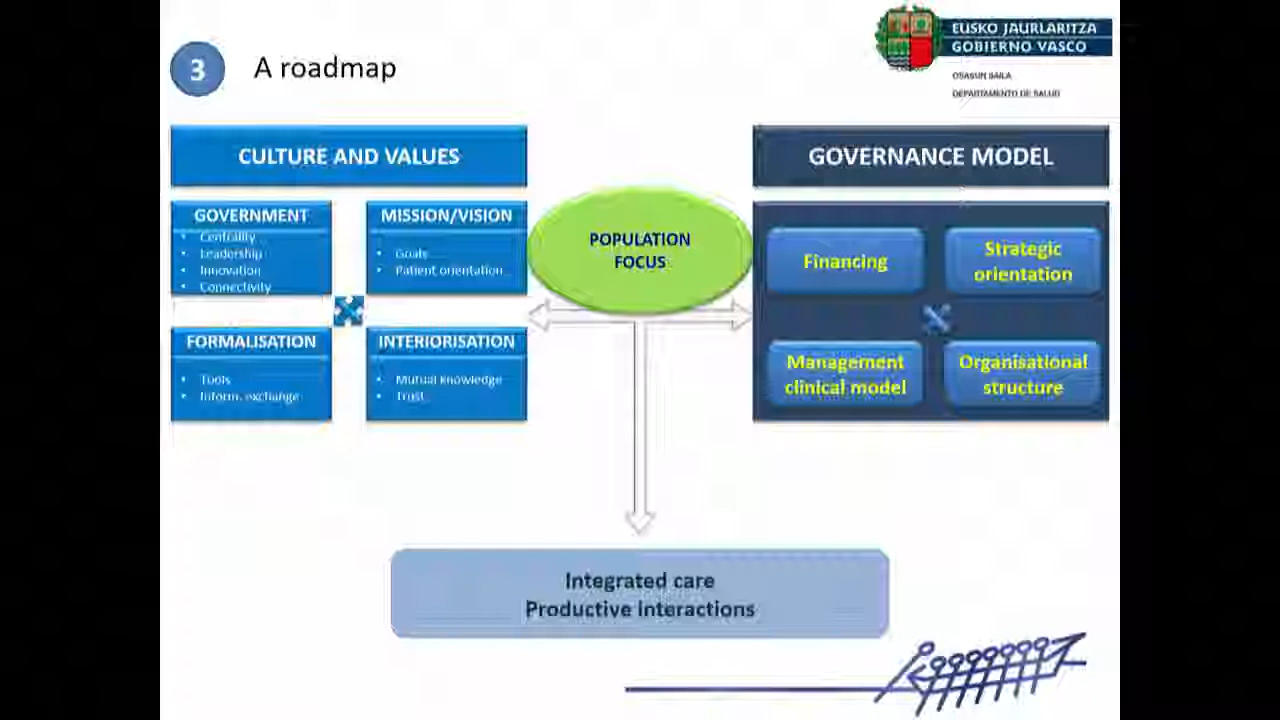 3
A roadmap
EUSKO JAURLARITZA
GOBIERNO VASCO
OSASUN SAILA
DEPARTAMENTO DE SALUD
CULTURE AND VALUES
GOVERNMENT
• Centrality
• Leadership
• Innovation
• Connectivity
MISSION/VISION
• Goals
• Patient orientation
FORMALISATION
• Tools
• Inform. exchange
INTERIORISATION
• Mutual knowledge
• Trust
POPULATION
FOCUS
GOVERNANCE MODEL
Financing
Strategic
orientation
Management
clinical model
Organisational
structure
Integrated care
Productive interactions